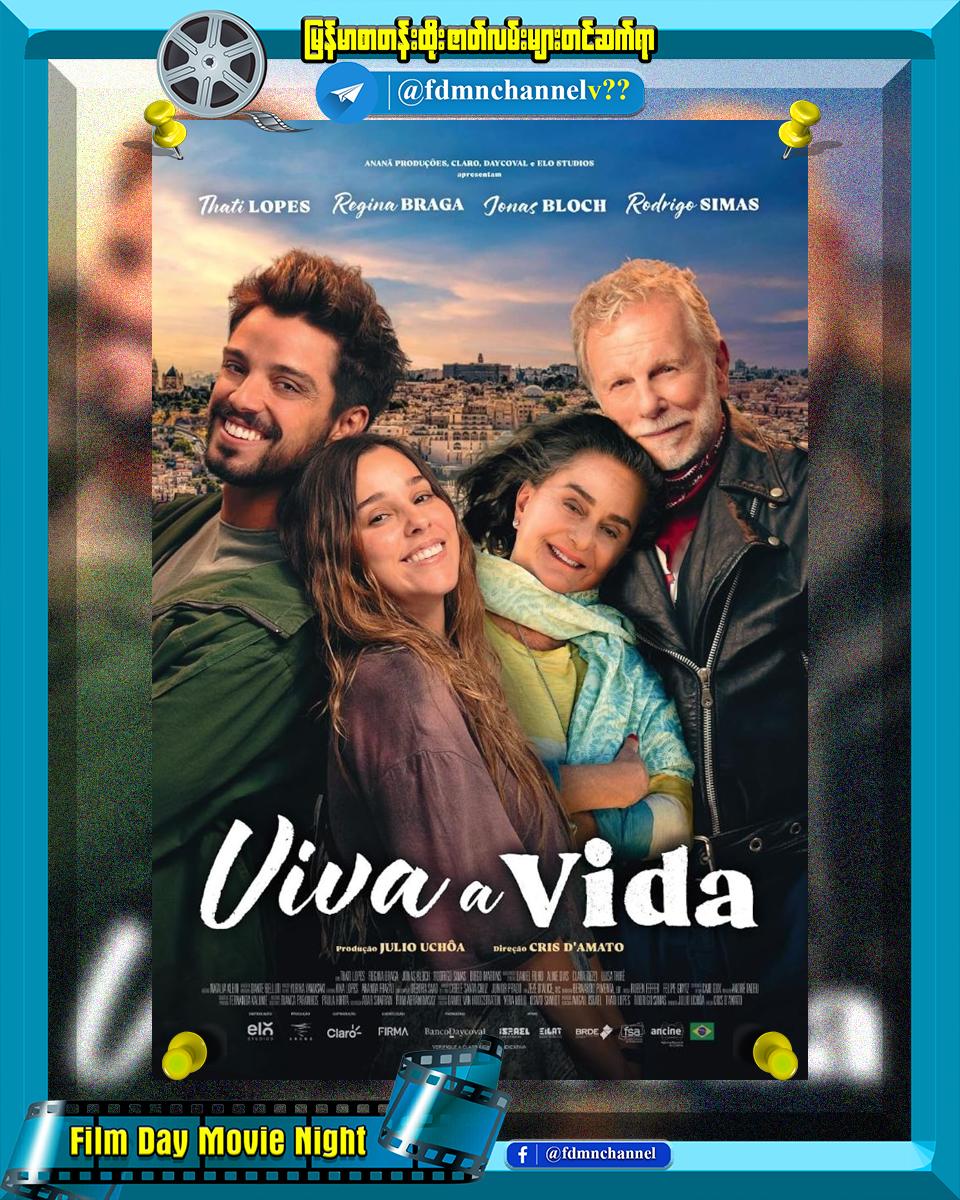 မြန်မာစာတန်းထိုးဇာတ်လမ်းများတင်ဆက်ရာ
@fdmnchannelv??
ANANÃ PRODUÇÕES, CLARO, DAYCOVAL e ELO STUDIOS
apresentam
Thati LOPES Regina BRAGA Jonas BLOCH Rodrigo SIMAS
Viva a Vida
Produção JULIO UCHÔA Direção CRIS D'AMATO
elo STUDIOS Claro FIRMA BancoDaycoval ISRAEL EILAT BRDE fsa ancine
Film Day Movie Night
@fdmnchannel